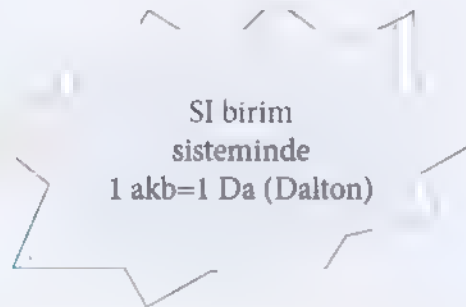 SI birim
sisteminde
1 akb=1 Da (Dalton)